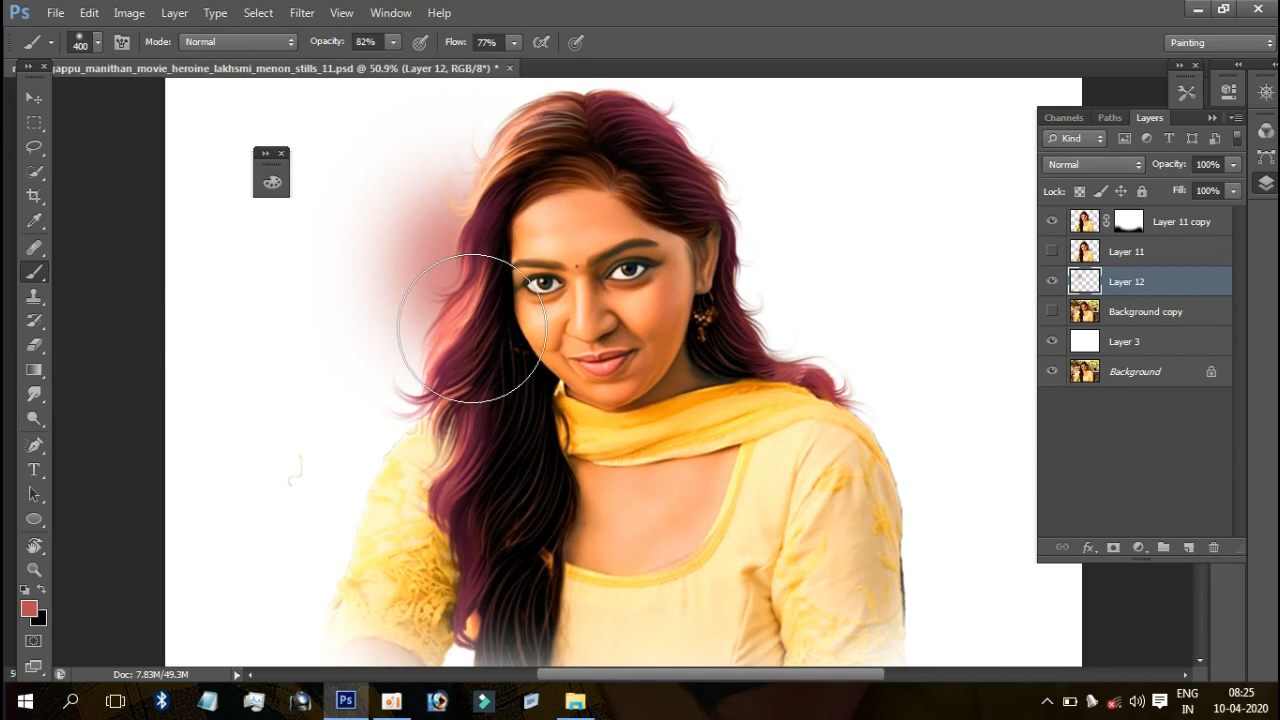 Ps File Edit Image Layer Type Select Filter View Window Help
400 Mode: Normal Opacity: 82% Flow: 77% Painting
gappu_manithan_movie_heroine_lakhsmi_menon_stills_11.psd @ 50.9% (Layer 12, RGB/8*) *
Channels Paths Layers
Kind
Normal Opacity: 100%
Lock: Fill: 100%
Layer 11 copy
Layer 11
Layer 12
Background copy
Layer 3
Background
Doc: 7.83M/49.3M
Ps ENG 08:25
IN 10-04-2020